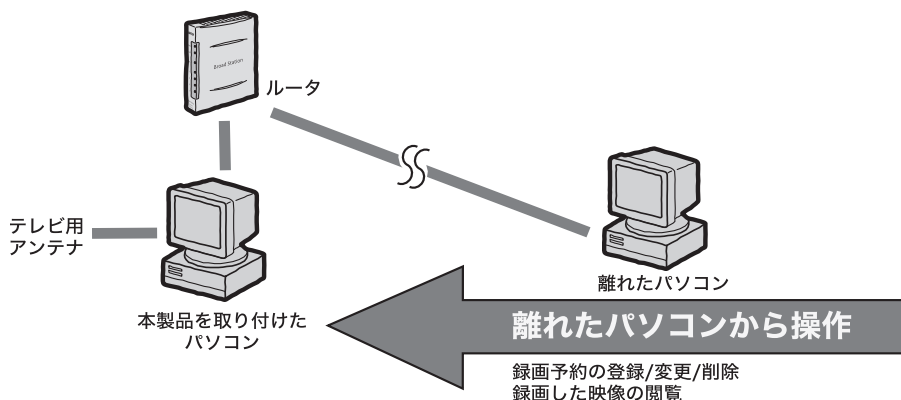 Broad Station
ルータ
テレビ用
アンテナ
本製品を取り付けた
パソコン
離れたパソコン
離れたパソコンから操作
録画予約の登録/変更/削除
録画した映像の閲覧